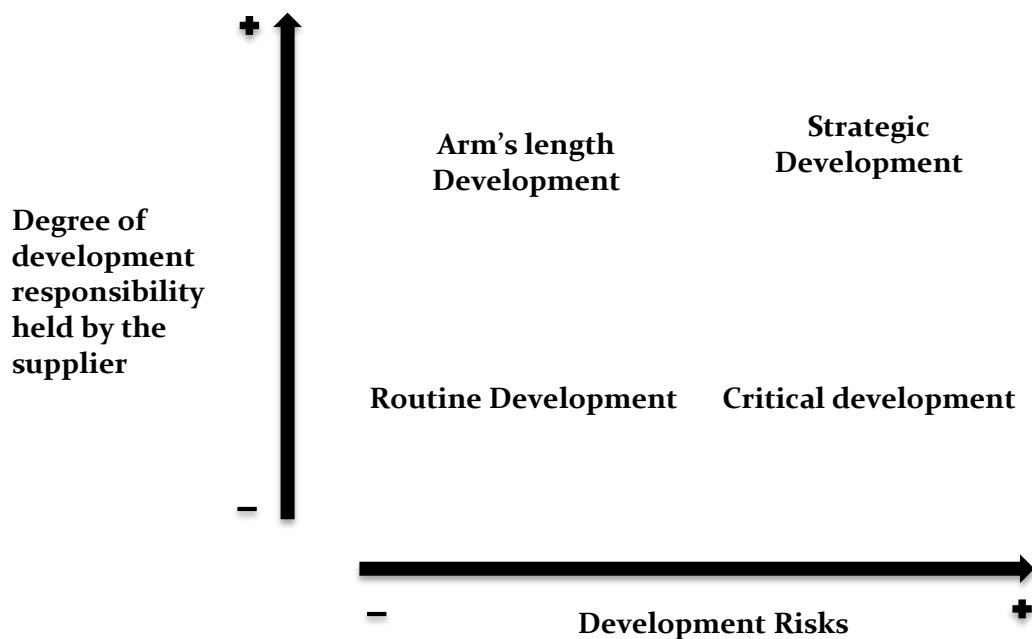 +
Arm’s length
Development
Strategic
Development
Degree of
development
responsibility
held by the
supplier
Routine Development
Critical development
–
–
+
Development Risks